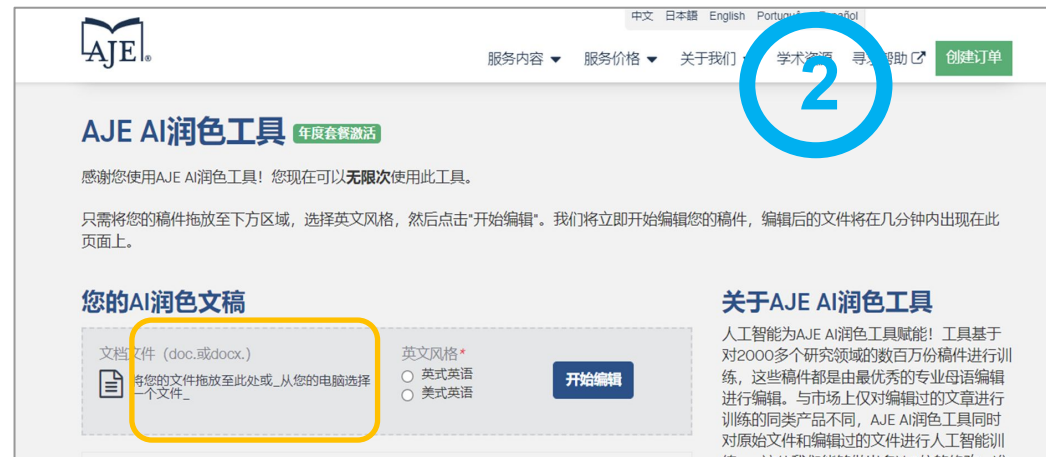 中文 日本語 English
AJE®
服务内容 服务价格 关于我们 学术资源 创建订单
2
AJE AI润色工具 年度套餐激活
感谢您使用AJE AI润色工具！您现在可以无限次使用此工具。
只需将您的稿件拖放至下方区域，选择英文风格，然后点击"开始编辑"。我们将立即开始编辑您的稿件，编辑后的文件将在几分钟内出现在此
页面上。
您的AI润色文稿
文档文件（doc.或docx.）
将您的文件拖放至此处或_从您的电脑选择
一个文件_
英文风格*
英式英语
美式英语
开始编辑
关于AJE AI润色工具
人工智能为AJE AI润色工具赋能！工具基于
对2000多个研究领域的数百万份稿件进行训
练，这些稿件都是由最优秀的专业母语编辑
进行编辑。与市场上仅对编辑过的文章进行
训练的同类产品不同，AJE AI润色工具同时
对原始文件和编辑过的文件进行人工智能训